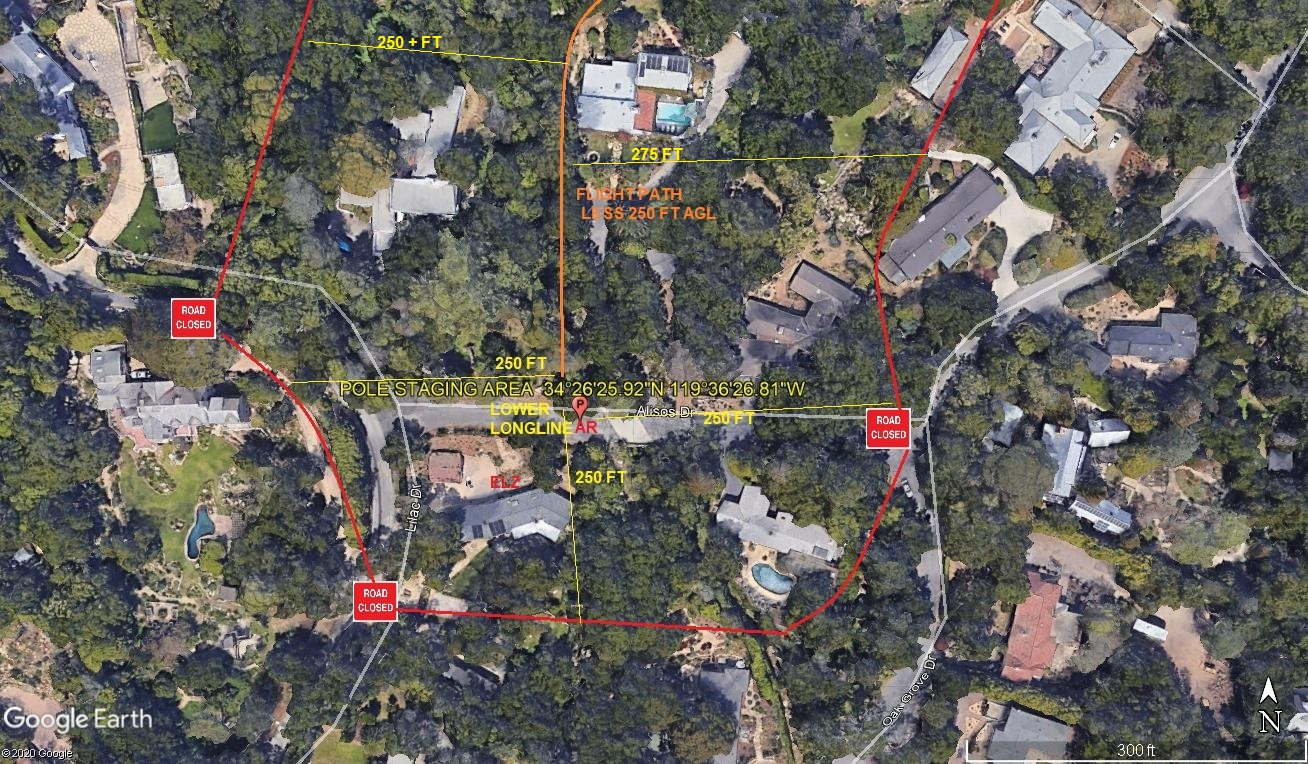 250 + FT
275 FT
FLIGHT PATH
LESS 250 FT AGL
ROAD
CLOSED
250 FT
POLE STAGING AREA 34°26'25.92"N 119°36'26.81"W
LOWER
LONGLINE
AR
P
Alisos Dr
250 FT
ROAD
CLOSED
250 FT
ELZ
Lilac Dr
ROAD
CLOSED
Oak Grove Dr
Google Earth
© 2020 Google
N
300 ft